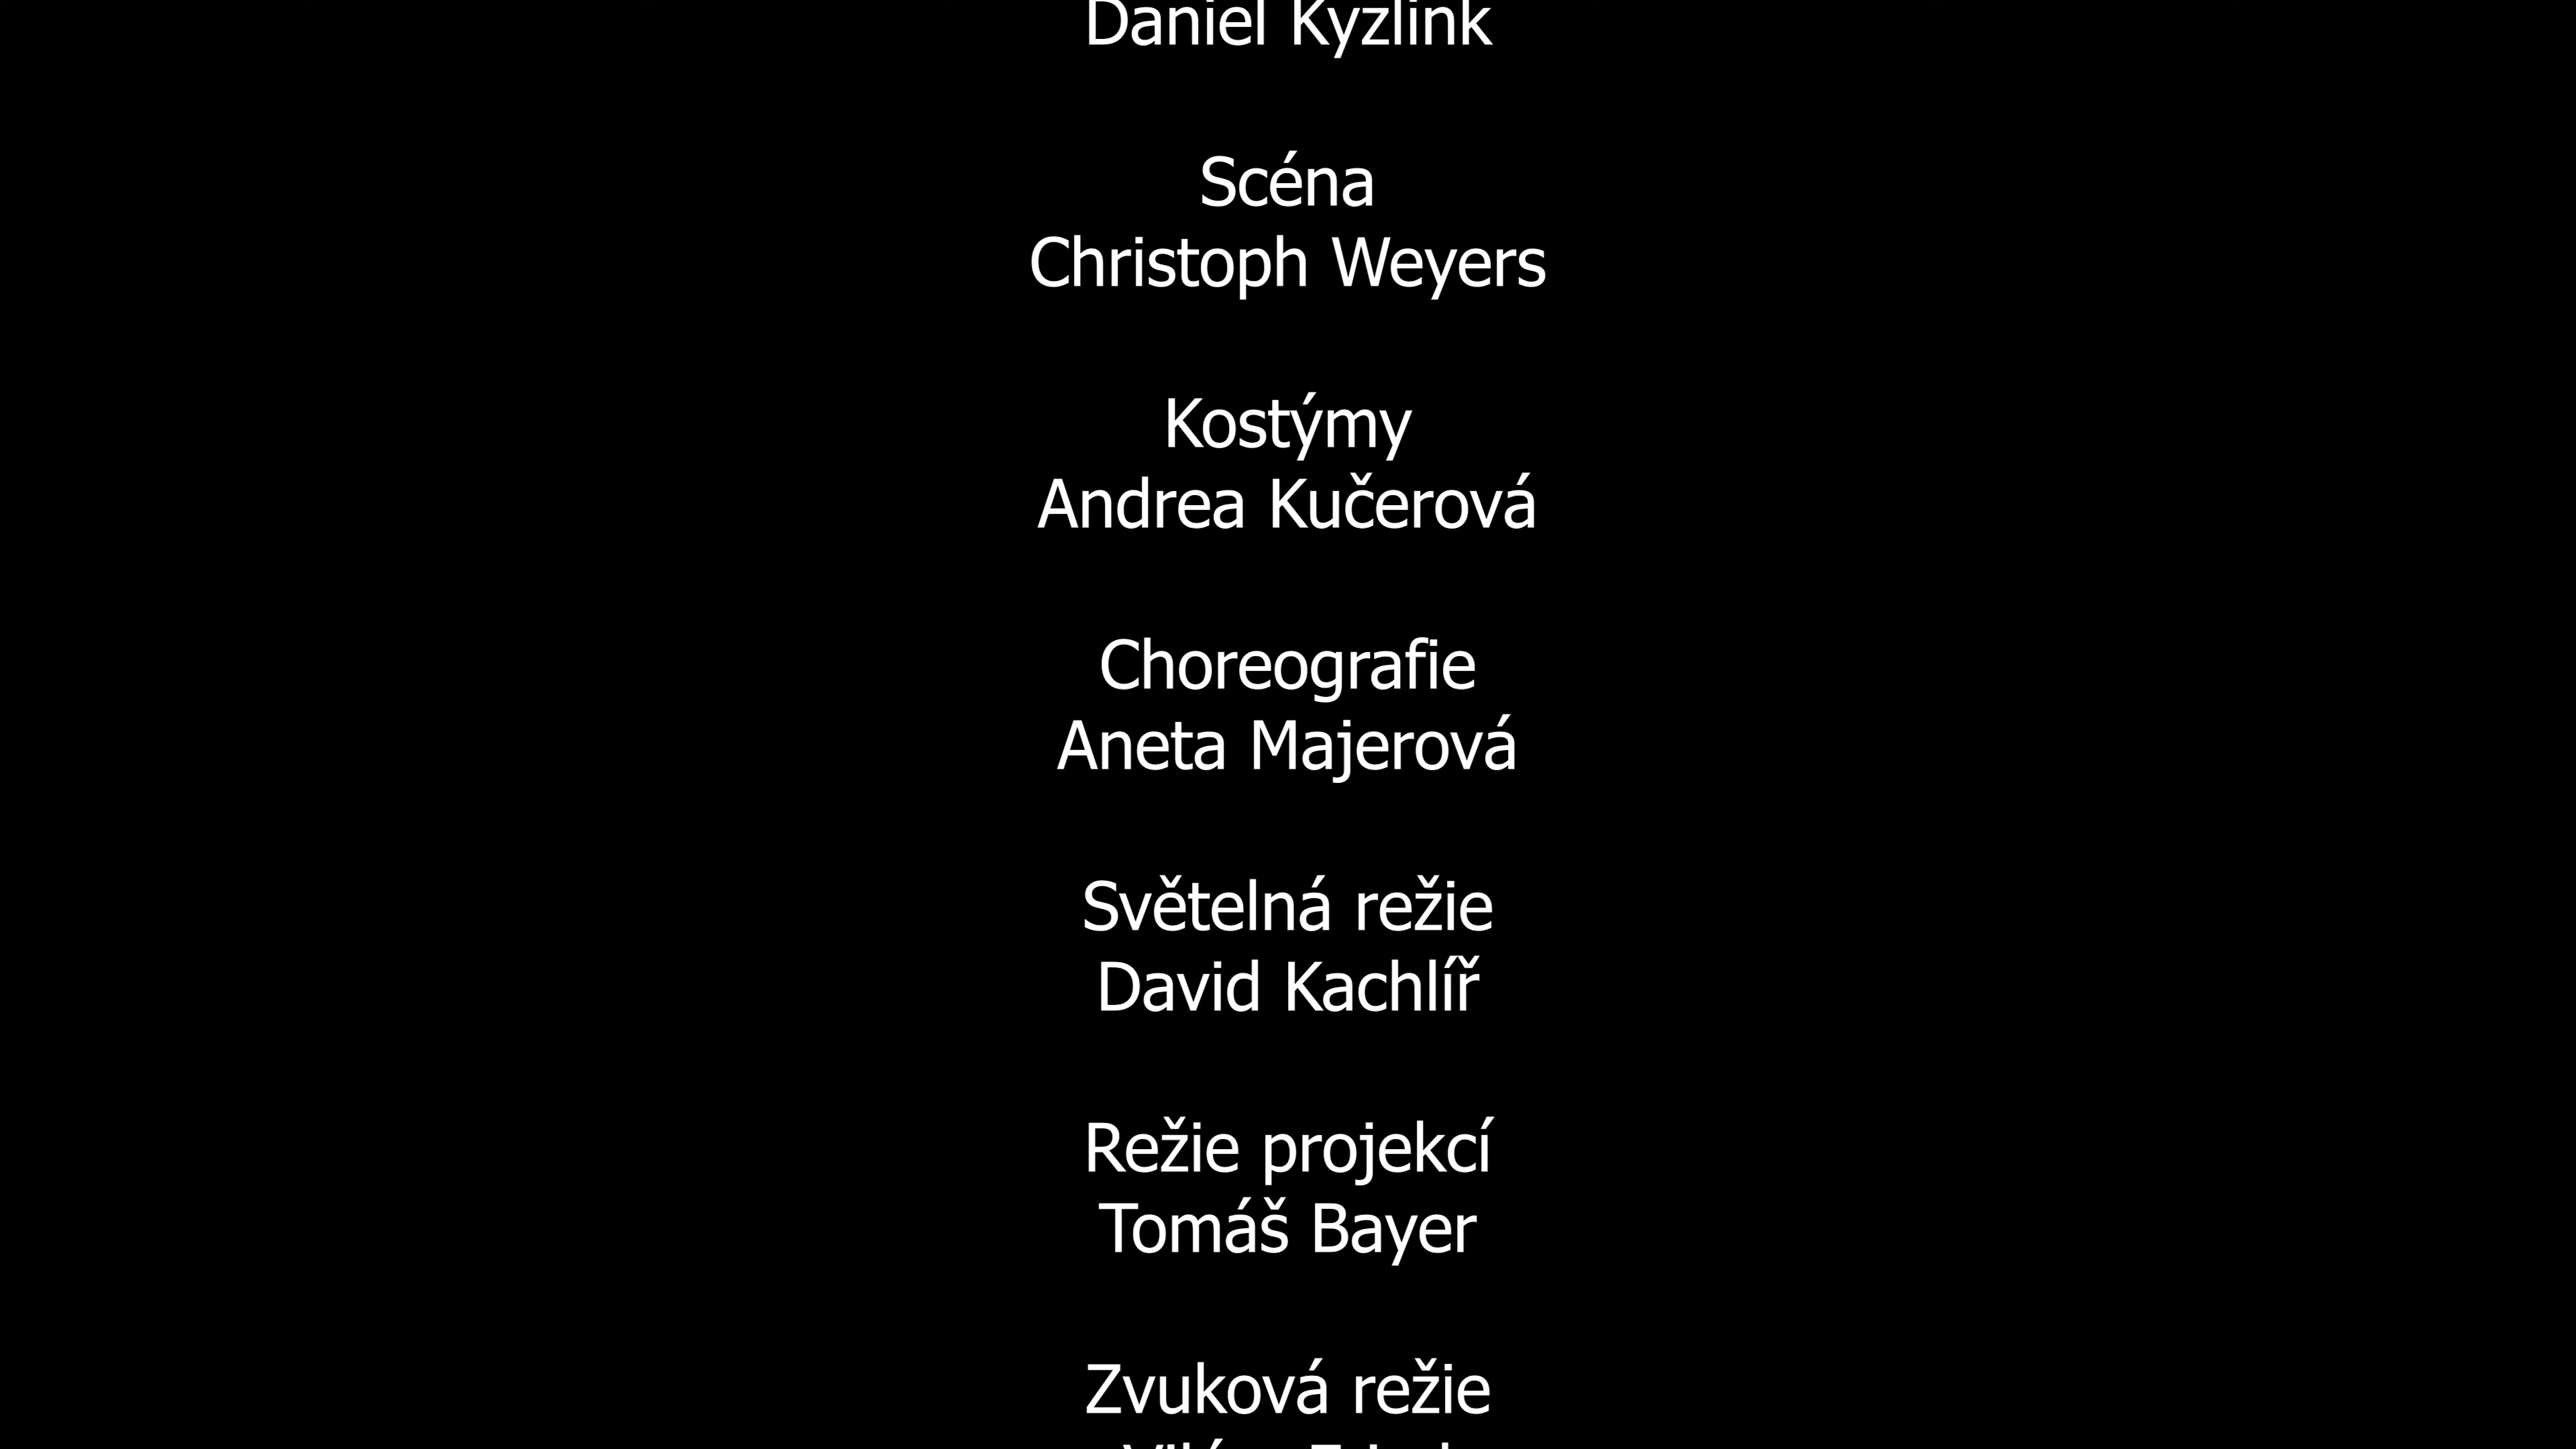 Daniel Kyzlink
Scéna
Christoph Weyers
Kostýmy
Andrea Kučerová
Choreografie
Aneta Majerová
Světelná režie
David Kachlíř
Režie projekcí
Tomáš Bayer
Zvuková režie